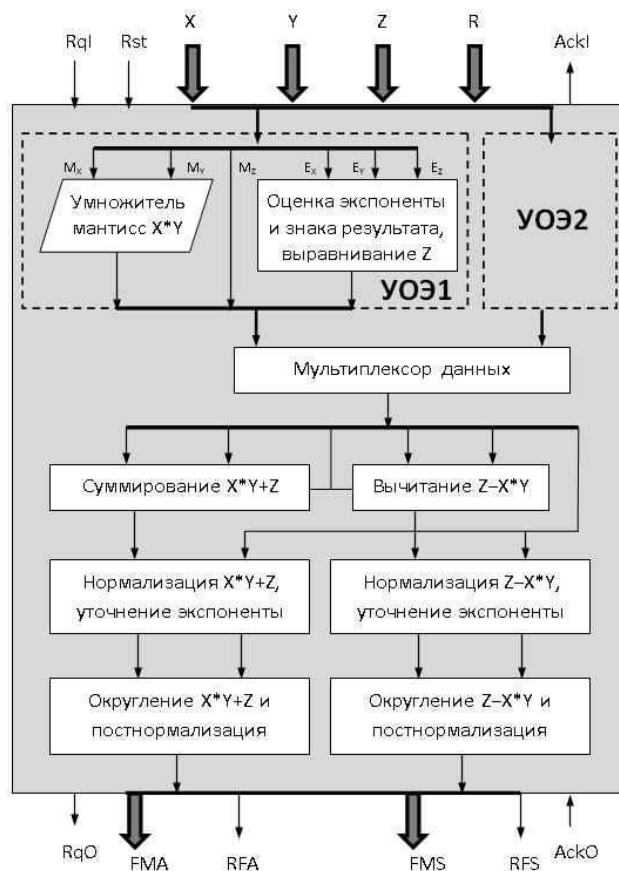 RqI Rst X Y Z R AckI
MX MY MZ EX EY EZ
Умножитель
мантисс X*Y
Оценка экспоненты
и знака результата,
выравнивание Z
УОЭ1
УОЭ2
Мультиплексор данных
Суммирование X*Y+Z
Вычитание Z–X*Y
Нормализация X*Y+Z,
уточнение экспоненты
Нормализация Z–X*Y,
уточнение экспоненты
Округление X*Y+Z и
постнормализация
Округление Z–X*Y и
постнормализация
RqO FMA RFA FMS RFS AckO